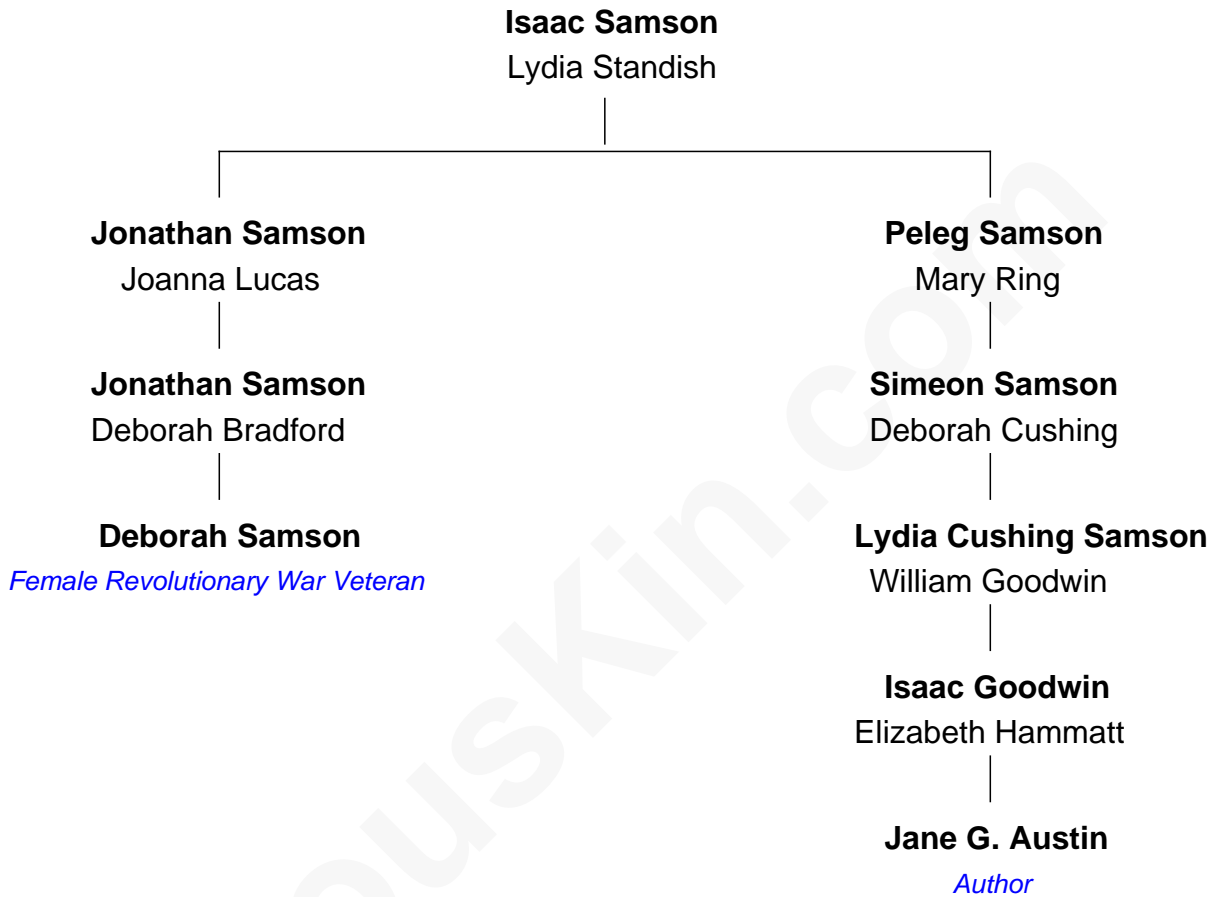 Isaac Samson
Lydia Standish
Jonathan Samson
Joanna Lucas
Peleg Samson
Mary Ring
Jonathan Samson
Deborah Bradford
Simeon Samson
Deborah Cushing
Deborah Samson
Female Revolutionary War Veteran
Lydia Cushing Samson
William Goodwin
Isaac Goodwin
Elizabeth Hammatt
Jane G. Austin
Author
ousKin.com